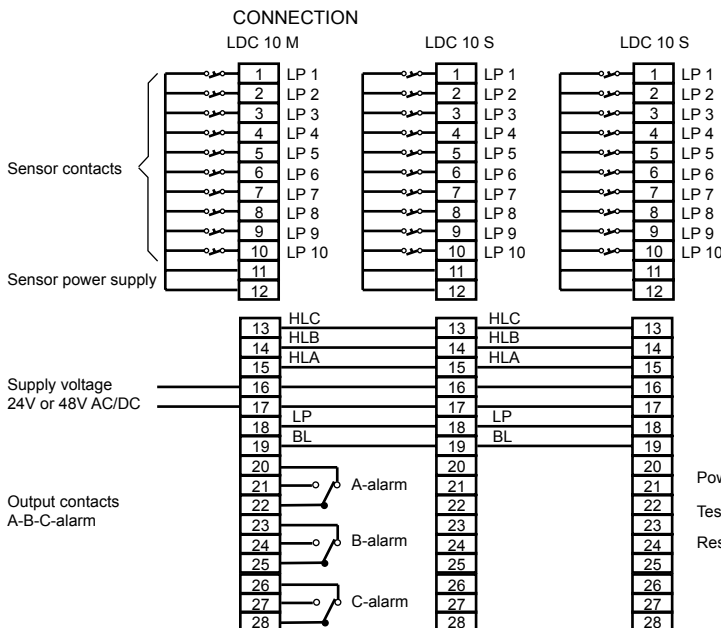 CONNECTION
LDC 10 M LDC 10 S LDC 10 S
1 LP 1 1 LP 1 1 LP 1
2 LP 2 2 LP 2 2 LP 2
3 LP 3 3 LP 3 3 LP 3
4 LP 4 4 LP 4 4 LP 4
5 LP 5 5 LP 5 5 LP 5
Sensor contacts 6 LP 6 6 LP 6 6 LP 6
7 LP 7 7 LP 7 7 LP 7
8 LP 8 8 LP 8 8 LP 8
9 LP 9 9 LP 9 9 LP 9
10 LP 10 10 LP 10 10 LP 10
Sensor power supply 11 11 11
12 12 12
13 HLC 13 HLC 13
14 HLB 14 HLB 14
15 HLA 15 HLA 15
Supply voltage 16 16 16
24V or 48V AC/DC 17 17 17
18 LP 18 LP 18
19 BL 19 BL 19
20 20 20
21 A-alarm 21 21 Pow
Output contacts 22 22 22 Tes
A-B-C-alarm 23 23 23
24 B-alarm 24 24 Res
25 25 25
26 26 26
27 C-alarm 27 27
28 28 28